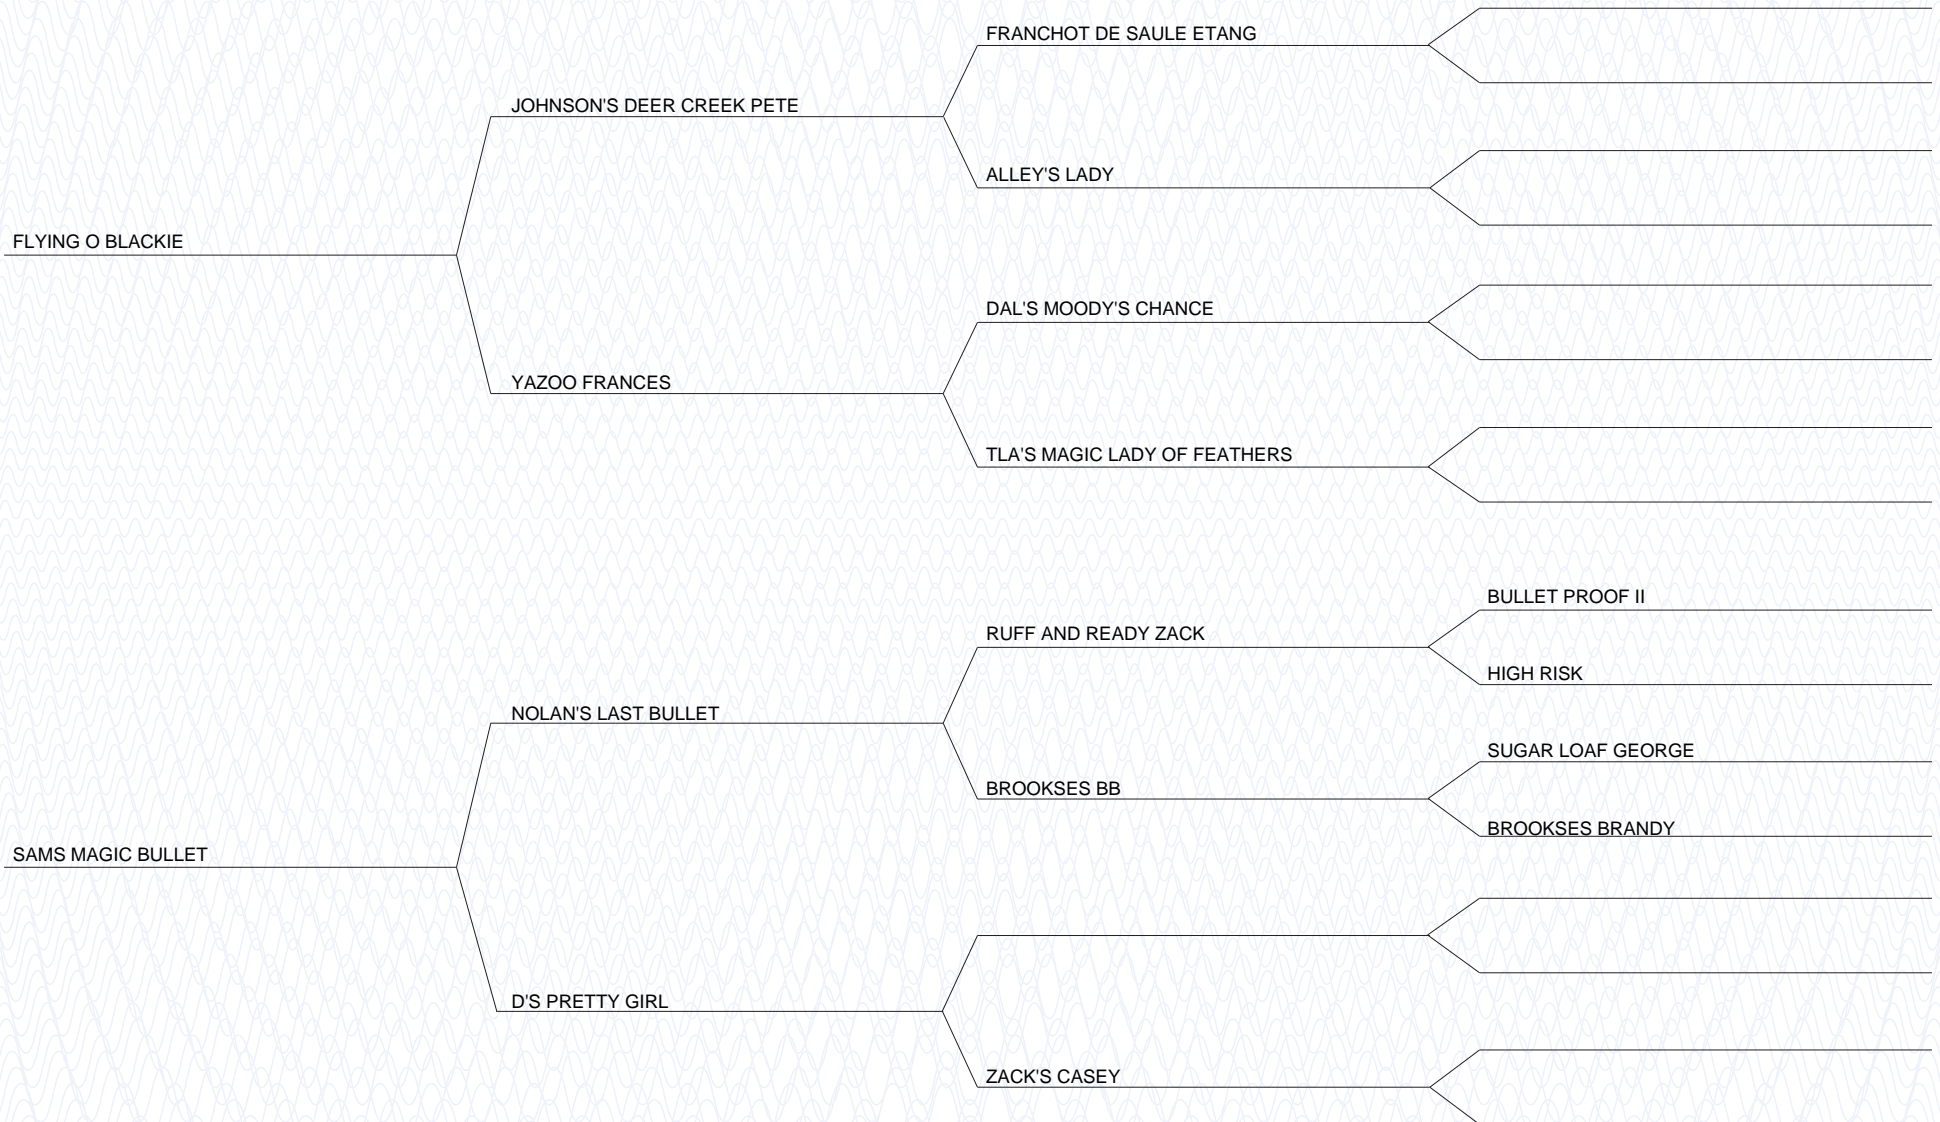 FRANCHOT DE SAULE ETANG
JOHNSON'S DEER CREEK PETE
ALLEY'S LADY
FLYING O BLACKIE
DAL'S MOODY'S CHANCE
YAZOO FRANCES
TLA'S MAGIC LADY OF FEATHERS
BULLET PROOF II
RUFF AND READY ZACK
HIGH RISK
NOLAN'S LAST BULLET
SUGAR LOAF GEORGE
BROOKSES BB
BROOKSES BRANDY
SAMS MAGIC BULLET
D'S PRETTY GIRL
ZACK'S CASEY